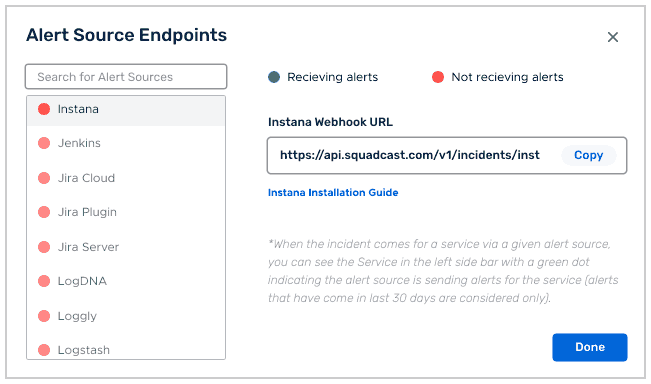 Alert Source Endpoints
Search for Alert Sources
Instana
Jenkins
Jira Cloud
Jira Plugin
Jira Server
LogDNA
Loggly
Logstash
Recieving alerts
Not recieving alerts
Instana Webhook URL
https://api.squadcast.com/v1/incidents/inst
Copy
Instana Installation Guide
*When the incident comes for a service via a given alert source,
you can see the Service in the left side bar with a green dot
indicating the alert source is sending alerts for the service (alerts
that have come in last 30 days are considered only).
Done